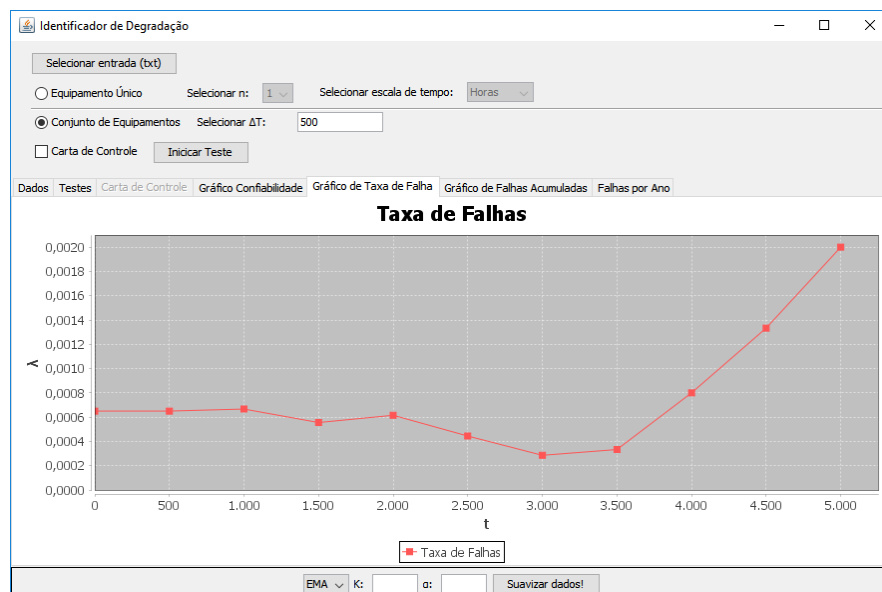 Identificador de Degradação
Selecionar entrada (txt)
Equipamento Único Selecionar n: 1 Selecionar escala de tempo: Horas
Conjunto de Equipamentos Selecionar ΔT: 500
Carta de Controle Inicicar Teste
Dados Testes Carta de Controle Gráfico Confiabilidade Gráfico de Taxa de Falha Gráfico de Falhas Acumuladas Falhas por Ano
Taxa de Falhas
0,0020
0,0018
0,0016
0,0014
0,0012
0,0010
0,0008
0,0006
0,0004
0,0002
0,0000
λ
0 500 1.000 1.500 2.000 2.500 3.000 3.500 4.000 4.500 5.000
t
Taxa de Falhas
EMA K: α: Suavizar dados!